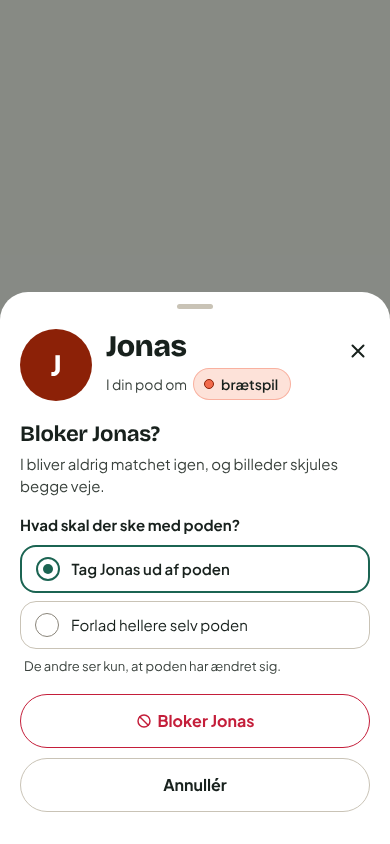 J
Jonas
I din pod om brætspil
Bloker Jonas?
I bliver aldrig matchet igen, og billeder skjules
begge veje.
Hvad skal der ske med poden?
Tag Jonas ud af poden
Forlad hellere selv poden
De andre ser kun, at poden har ændret sig.
Bloker Jonas
Annullér